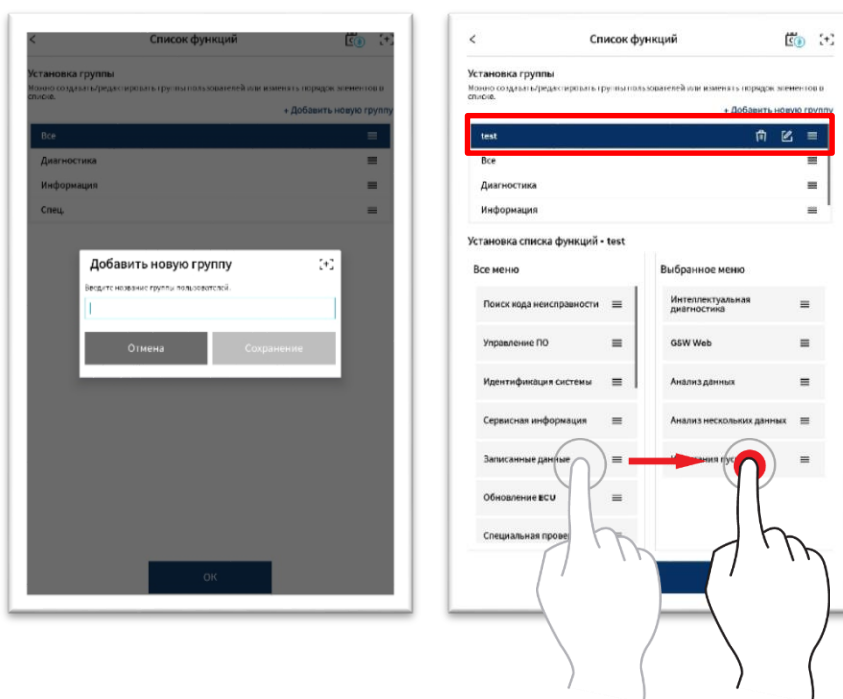 Список функций
Установка группы
Можно создавать/редактировать группы пользователей или изменять порядок элементов в
списке.
+ Добавить новую группу
Все
Диагностика
Информация
Спец.
Добавить новую группу
Введите название группы пользователей.
Отмена
Сохранение
OK
Список функций
Установка группы
Можно создавать/редактировать группы пользователей или изменять порядок элементов в
списке.
+ Добавить новую группу
test
Все
Диагностика
Информация
Установка списка функций • test
Все меню
Поиск кода неисправности
Управление ПО
Идентификация системы
Сервисная информация
Записанные данные
Обновление ECU
Специальная
Выбранное меню
Интеллектуальная
диагностика
GSW Web
Анализ данных
Анализ нескольких данных